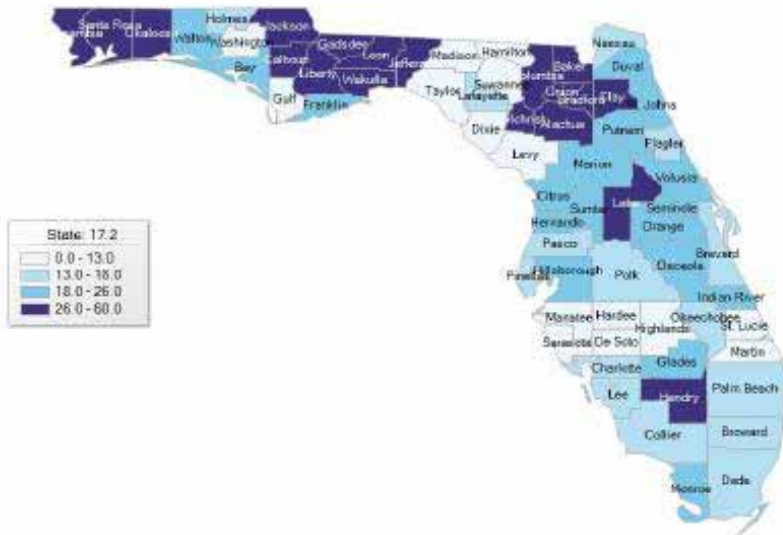 Santa Rosa
Okaloosa
Walton
Holmes
Washington
Bay
Jackson
Calhoun
Gulf
Gadsden
Liberty
Leon
Wakulla
Franklin
Jefferson
Madison
Taylor
Hamilton
Suwannee
Lafayette
Dixie
Columbia
Baker
Union
Bradford
Gilchrist
Alachua
Levy
Nassau
Duval
Clay
Johns
Putnam
Flagler
Marion
Volusia
Citrus
Sumter
Lake
Seminole
Hernando
Orange
Pasco
Brevard
Pinellas
Hillsborough
Polk
Osceola
Indian River
Manatee
Hardee
Okeechobee
Highlands
St. Lucie
Sarasota
De Soto
Martin
Charlotte
Glades
Lee
Hendry
Palm Beach
Collier
Broward
Monroe
Dade
State: 17.2
0.0 - 13.0
13.0 - 18.0
18.0 - 26.0
26.0 - 60.0